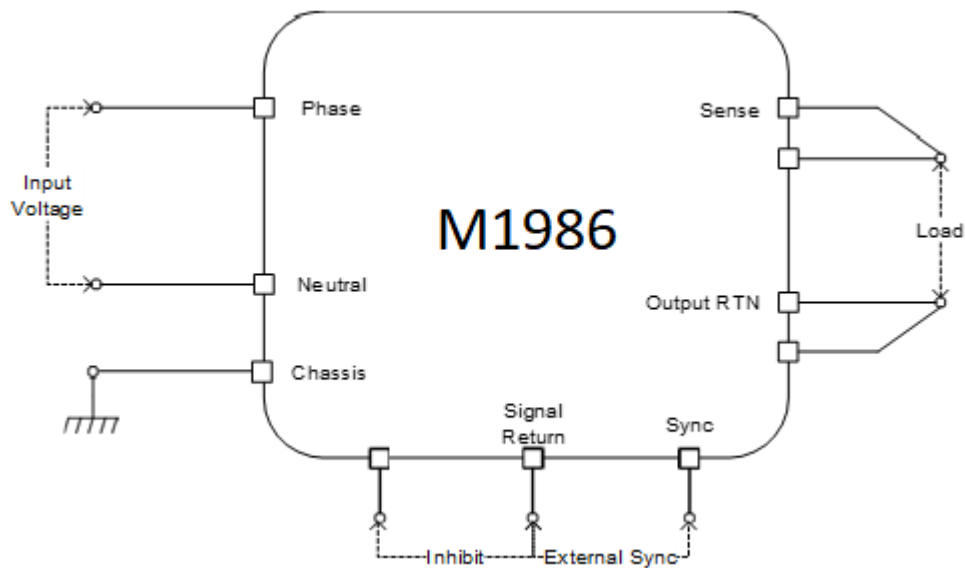 Phase
Sense
Input
Voltage
M1986
Load
Neutral
Output RTN
Chassis
Signal
Return
Sync
Inhibit
External Sync